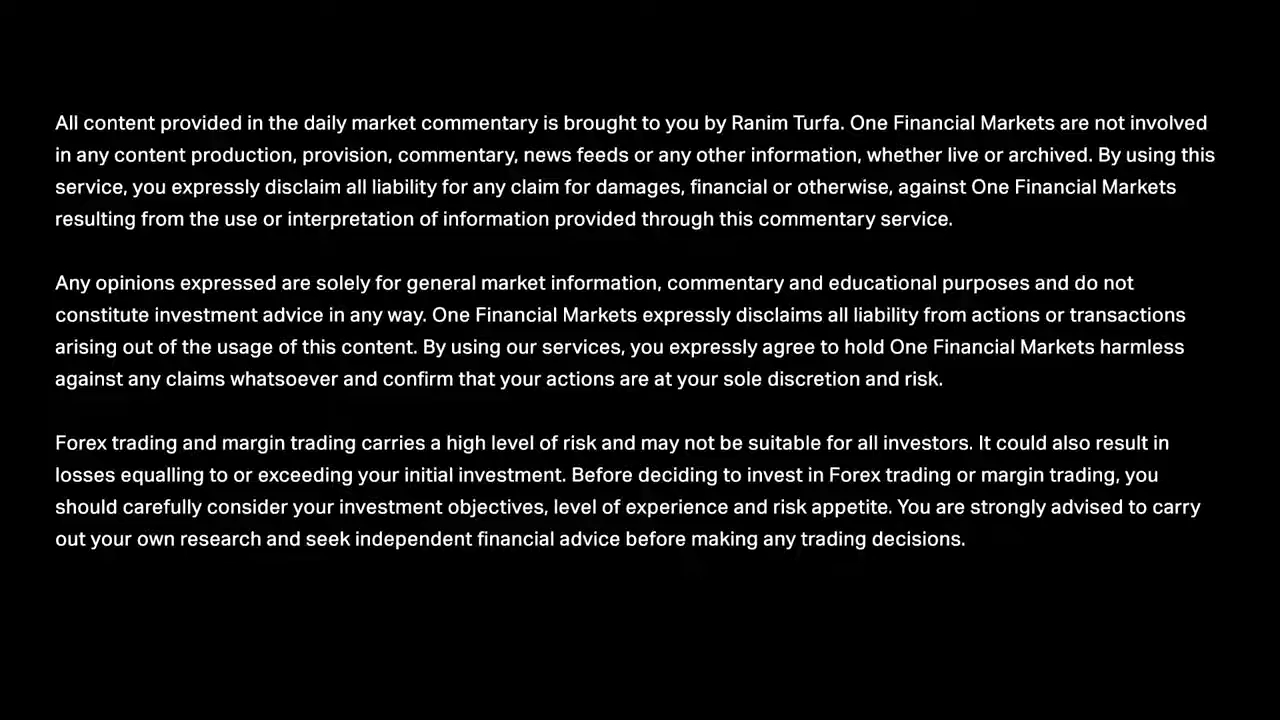 All content provided in the daily market commentary is brought to you by Ranim Turfa. One Financial Markets are not involved
in any content production, provision, commentary, news feeds or any other information, whether live or archived. By using this
service, you expressly disclaim all liability for any claim for damages, financial or otherwise, against One Financial Markets
resulting from the use or interpretation of information provided through this commentary service.
Any opinions expressed are solely for general market information, commentary and educational purposes and do not
constitute investment advice in any way. One Financial Markets expressly disclaims all liability from actions or transactions
arising out of the usage of this content. By using our services, you expressly agree to hold One Financial Markets harmless
against any claims whatsoever and confirm that your actions are at your sole discretion and risk.
Forex trading and margin trading carries a high level of risk and may not be suitable for all investors. It could also result in
losses equalling to or exceeding your initial investment. Before deciding to invest in Forex trading or margin trading, you
should carefully consider your investment objectives, level of experience and risk appetite. You are strongly advised to carry
out your own research and seek independent financial advice before making any trading decisions.